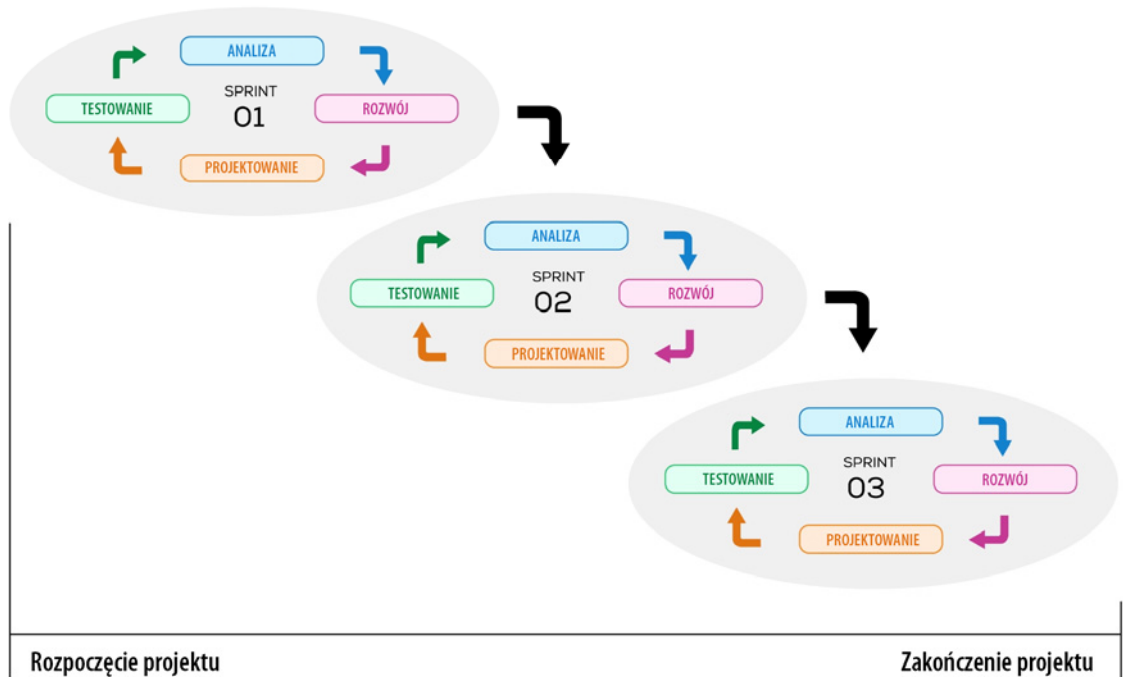 ANALIZA
TESTOWANIE
SPRINT
01
ROZWÓJ
PROJEKTOWANIE
ANALIZA
TESTOWANIE
SPRINT
02
ROZWÓJ
PROJEKTOWANIE
ANALIZA
TESTOWANIE
SPRINT
03
ROZWÓJ
PROJEKTOWANIE
Rozpoczęcie projektu
Zakończenie projektu